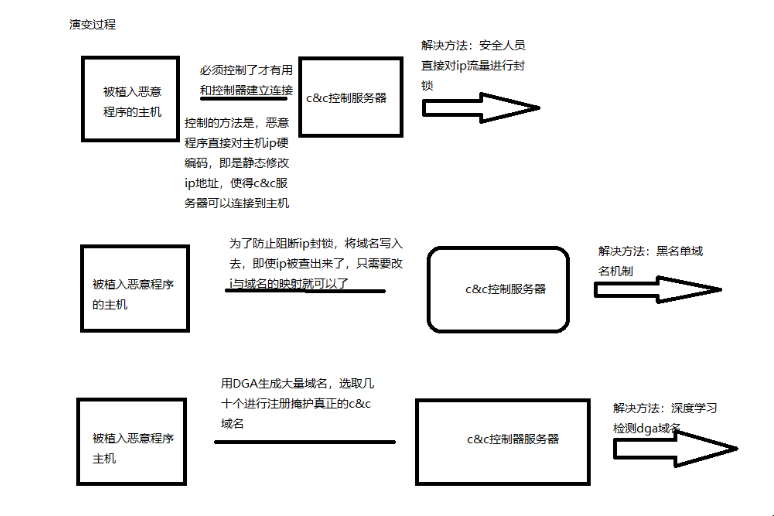 演变过程
被植入恶意
程序的主机
必须控制了才有用
和控制器建立连接
控制的方法是，恶意
程序直接对主机ip硬
编码，即是静态修改
ip地址，使得c&c服
务器可以连接到主机
c&c控制服务器
解决方法：安全人员
直接对ip流量进行封
锁
被植入恶意程序
的主机
为了防止阻断ip封锁，将域名写入
去，即使ip被查出来了，只需要改
i与域名的映射就可以了
c&c控制服务器
解决方法：黑名单域
名机制
被植入恶意程序
主机
用DGA生成大量域名，选取几
十个进行注册掩护真正的c&c
域名
c&c控制器服务器
解决方法：深度学习
检测dga域名